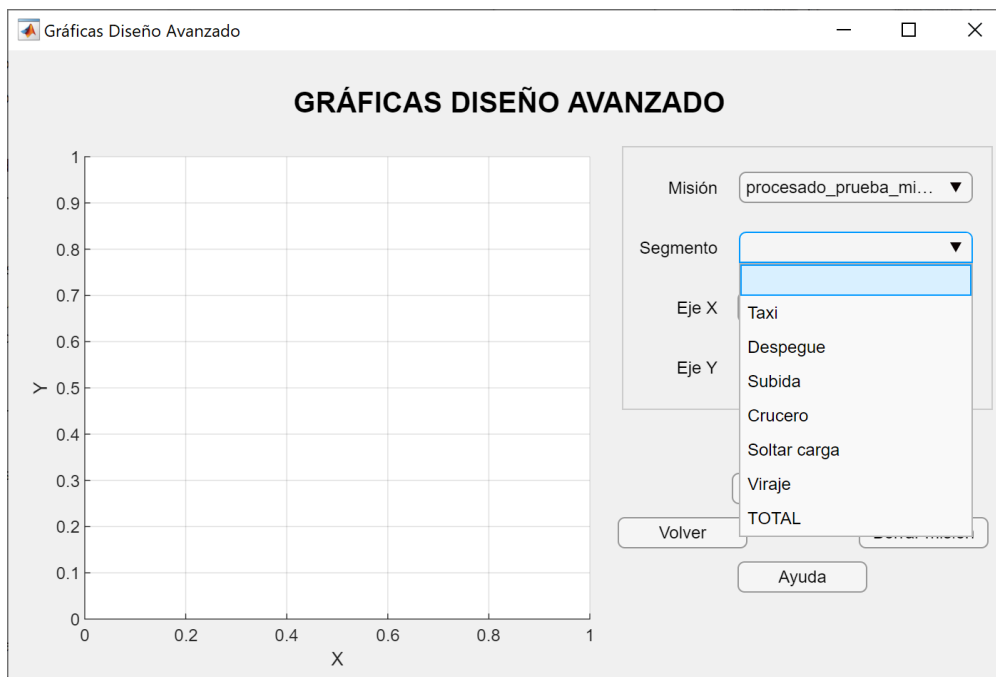 Gráficas Diseño Avanzado
GRÁFICAS DISEÑO AVANZADO
1
0.9
0.8
0.7
0.6
0.5
0.4
0.3
0.2
0.1
0
Y
0 0.2 0.4 0.6 0.8 1
X
Misión procesado_prueba_mi...
Segmento
Eje X
Eje Y
Taxi
Despegue
Subida
Crucero
Soltar carga
Viraje
TOTAL
Volver
Ayuda